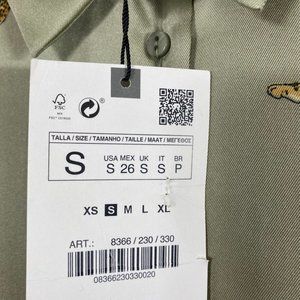 FSC
MIX
TALLA / SIZE / TAMANHO / TAILLE / MAAT / ΜΕΓΕΘΟΣ
S
USA MEX UK IT BR
S 26 S S P
XS S M L XL
ART.: 8366 / 230 / 330
08366230330020